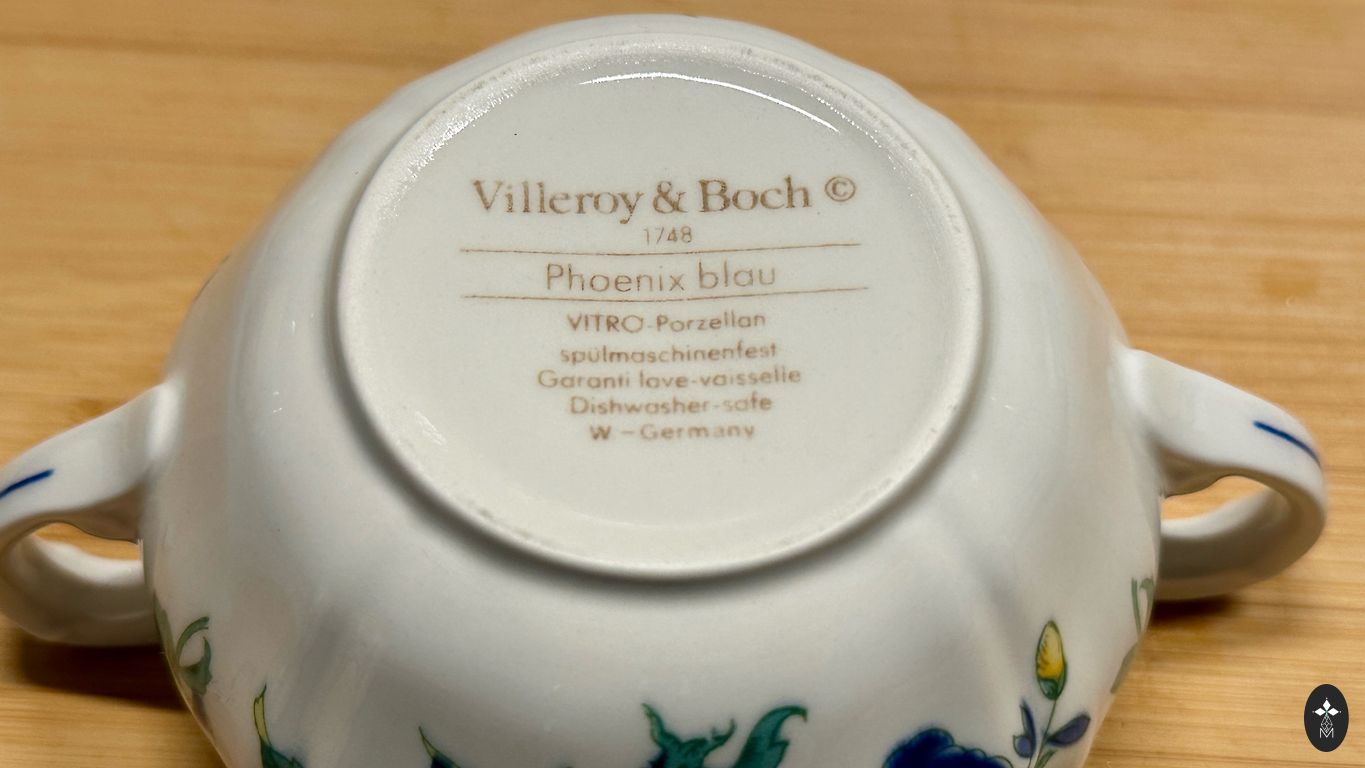 Villeroy & Boch ©
1748
Phoenix blau
VITRO-Porzellan
spülmaschinenfest
Garanti lave-vaisselle
Dishwasher-safe
W-Germany
M